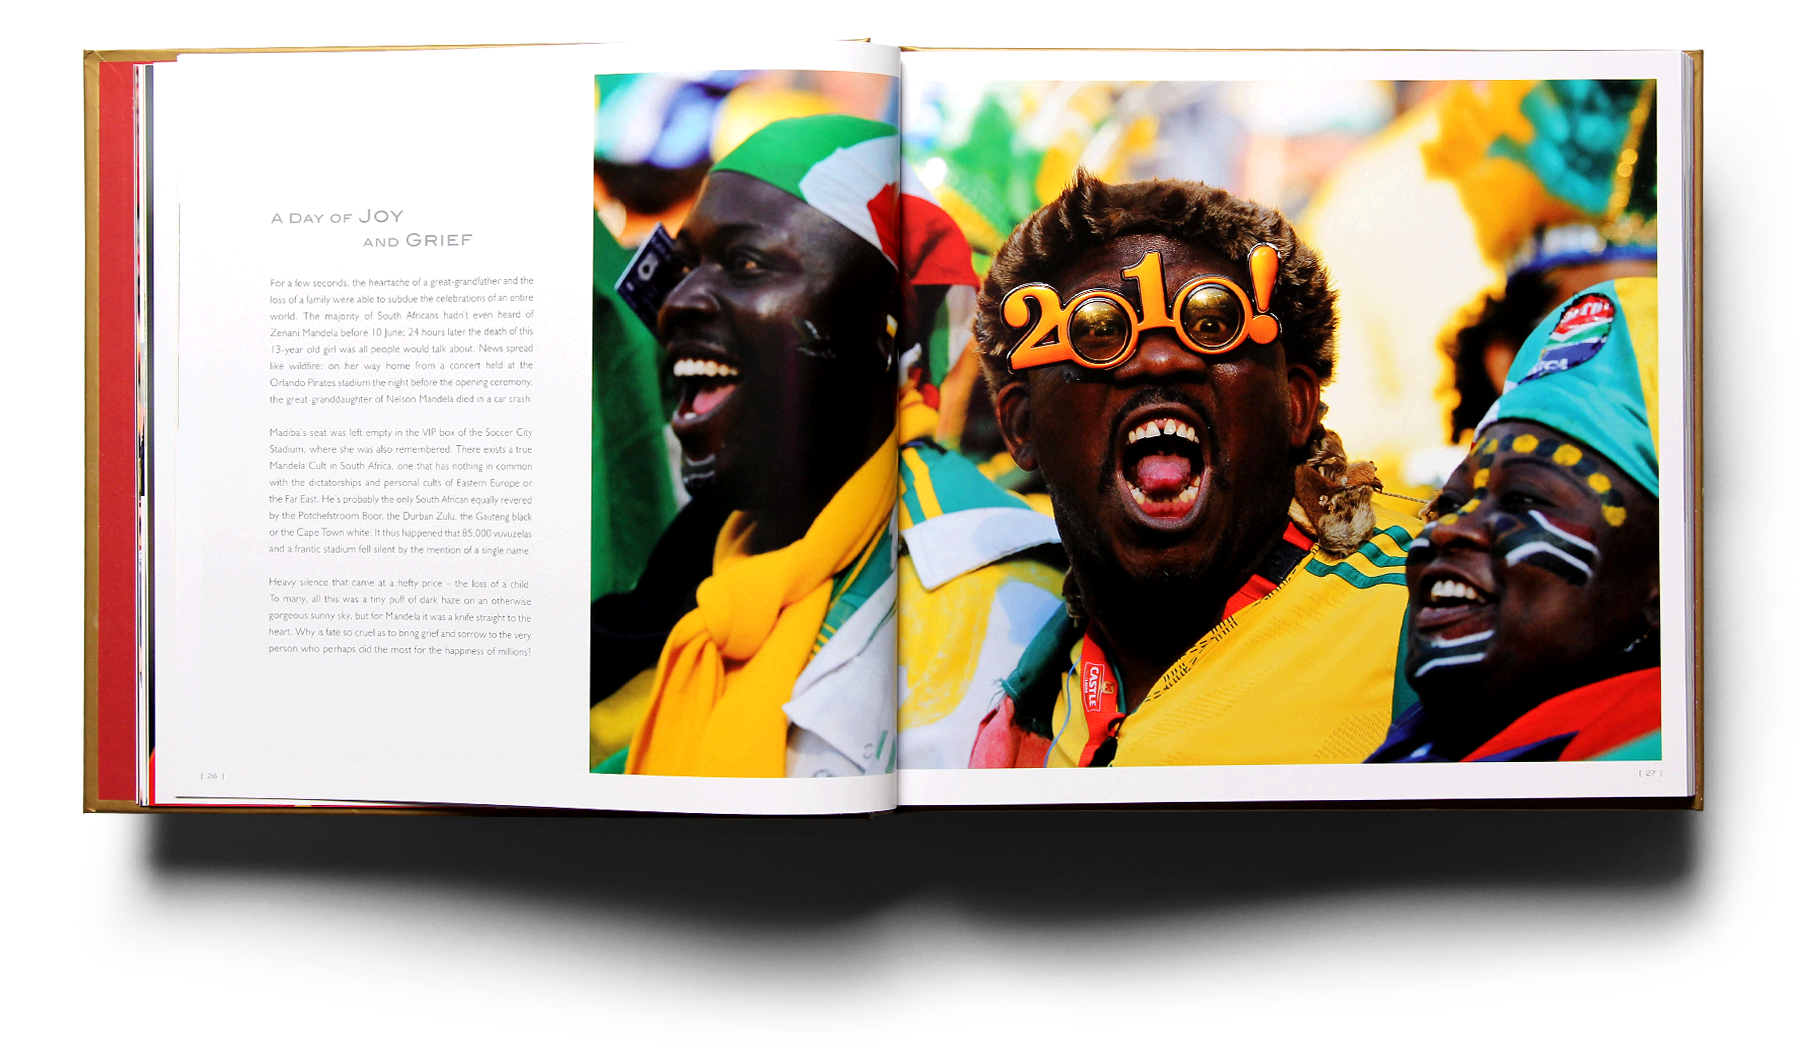 A Day of Joy
and Grief
For a few seconds, the heartache of a great-grandfather and the
loss of a family were able to subdue the celebrations of an entire
world. The majority of South Africans hadn't even heard of
Zenani Mandela before 10 June; 24 hours later the death of this
13-year old girl was all people would talk about. News spread
like wildfire: on her way home from a concert held at the
Orlando Pirates stadium the night before the opening ceremony,
the great-granddaughter of Nelson Mandela died in a car crash.
Madiba's seat was left empty in the VIP box of the Soccer City
Stadium, where she was also remembered. There exists a true
Mandela Cult in South Africa, one that has nothing in common
with the dictatorships and personal cults of Eastern Europe or
the Far East. He's probably the only South African equally revered
by the Potchefstroom Boor, the Durban Zulu, the Gauteng black
or the Cape Town white. It thus happened that 85.000 vuvuzelas
and a frantic stadium fell silent by the mention of a single name.
Heavy silence that came at a hefty price – the loss of a child.
To many, all this was a tiny puff of dark haze on an otherwise
gorgeous sunny sky, but for Mandela it was a knife straight to the
heart. Why is fate so cruel as to bring grief and sorrow to the very
person who perhaps did the most for the happiness of millions?
[ 26 ]
2010!
CASTLE
[ 27 ]